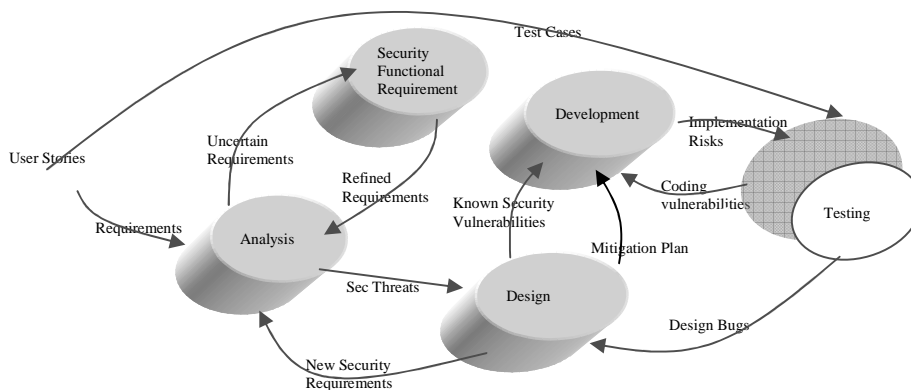 Test Cases
Security
Functional
Requirement
Development
Implementation
Risks
Uncertain
Requirements
User Stories
Refined
Requirements
Known Security
Vulnerabilities
Coding
vulnerabilities
Testing
Requirements
Analysis
Mitigation Plan
Sec Threats
Design
Design Bugs
New Security
Requirements